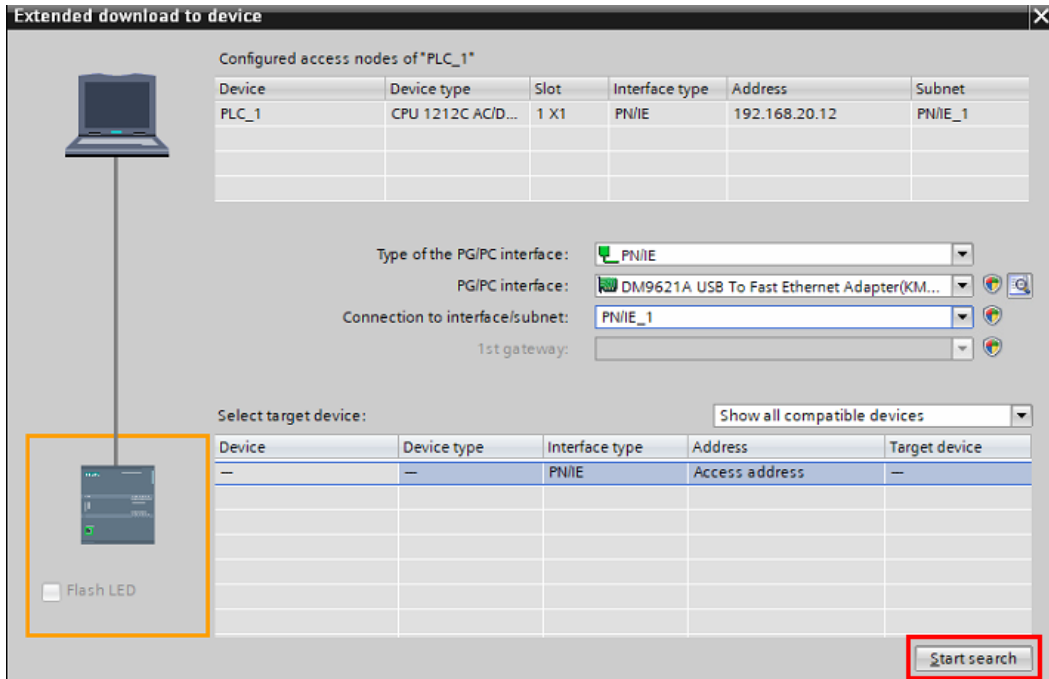 Extended download to device
Configured access nodes of "PLC_1"
Device Device type Slot Interface type Address Subnet
PLC_1 CPU 1212C AC/D... 1 X1 PN/IE 192.168.20.12 PN/IE_1
Type of the PG/PC interface: PN/IE
PG/PC interface: DM9621A USB To Fast Ethernet Adapter(KM...
Connection to interface/subnet: PN/IE_1
1st gateway:
Select target device: Show all compatible devices
Device Device type Interface type Address Target device
— — PN/IE Access address —
Flash LED
Start search